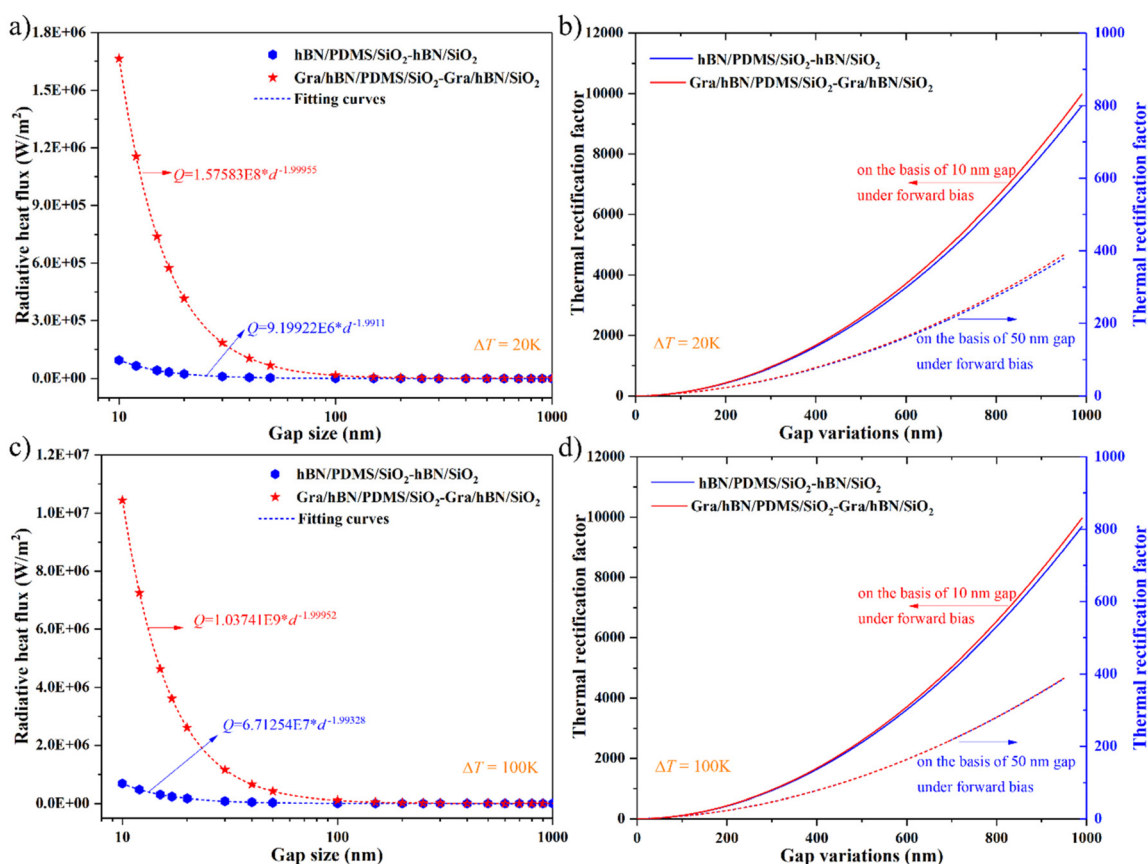 a)
1.8E+06
1.5E+06
1.2E+06
9.0E+05
6.0E+05
3.0E+05
0.0E+00
Radiative heat flux (W/m²)
hBN/PDMS/SiO₂-hBN/SiO₂
Gra/hBN/PDMS/SiO₂-Gra/hBN/SiO₂
Fitting curves
Q=1.57583E8*d^-1.99955
Q=9.19922E6*d^-1.9911
ΔT = 20K
10 100 1000
Gap size (nm)
b)
12000
10000
8000
6000
4000
2000
0
Thermal rectification factor
hBN/PDMS/SiO₂-hBN/SiO₂
Gra/hBN/PDMS/SiO₂-Gra/hBN/SiO₂
on the basis of 10 nm gap
under forward bias
on the basis of 50 nm gap
under forward bias
ΔT = 20K
1000
800
600
400
200
0
Thermal rectification factor
0 200 400 600 800 1000
Gap variations (nm)
c)
1.2E+07
1.0E+07
8.0E+06
6.0E+06
4.0E+06
2.0E+06
0.0E+00
Radiative heat flux (W/m²)
hBN/PDMS/SiO₂-hBN/SiO₂
Gra/hBN/PDMS/SiO₂-Gra/hBN/SiO₂
Fitting curves
Q=1.03741E9*d^-1.99952
Q=6.71254E7*d^-1.99328
ΔT = 100K
10 100 1000
Gap size (nm)
d)
12000
10000
8000
6000
4000
2000
0
Thermal rectification factor
hBN/PDMS/SiO₂-hBN/SiO₂
Gra/hBN/PDMS/SiO₂-Gra/hBN/SiO₂
on the basis of 10 nm gap
under forward bias
on the basis of 50 nm gap
under forward bias
ΔT = 100K
1000
800
600
400
200
0
Thermal rectification factor
0 200 400 600 800 1000
Gap variations (nm)